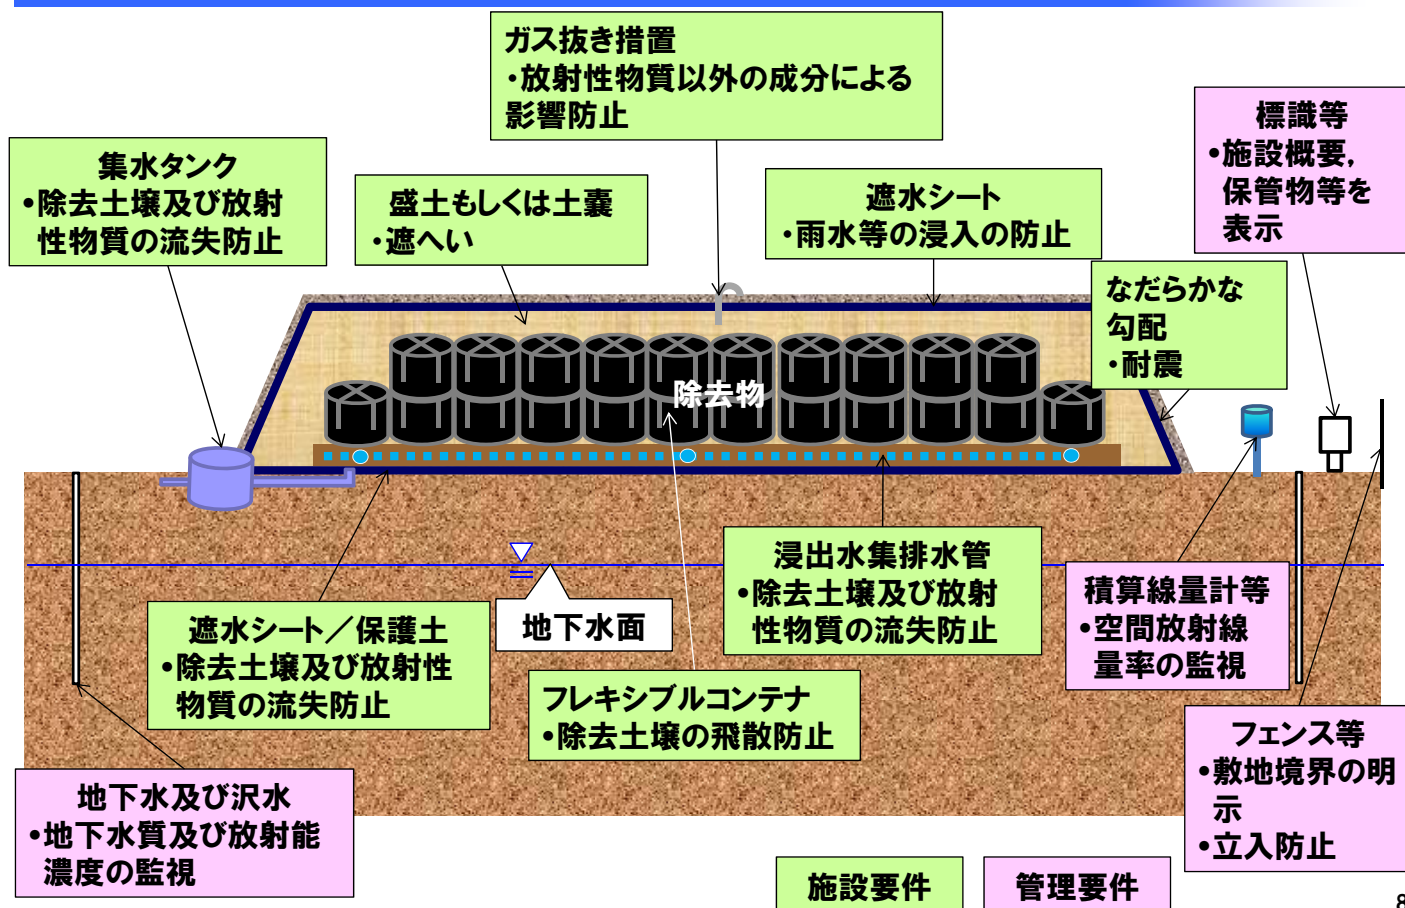 ガス抜き措置
・放射性物質以外の成分による
影響防止
標識等
•施設概要,
保管物等を
表示
集水タンク
•除去土壌及び放射
性物質の流失防止
盛土もしくは土嚢
・遮へい
遮水シート
・雨水等の浸入の防止
なだらかな
勾配
・耐震
除去物
浸出水集排水管
•除去土壌及び放射
性物質の流失防止
積算線量計等
•空間放射線
量率の監視
地下水面
遮水シート／保護土
•除去土壌及び放射性
物質の流失防止
フレキシブルコンテナ
•除去土壌の飛散防止
フェンス等
•敷地境界の明
示
•立入防止
地下水及び沢水
•地下水質及び放射能
濃度の監視
施設要件
管理要件
8